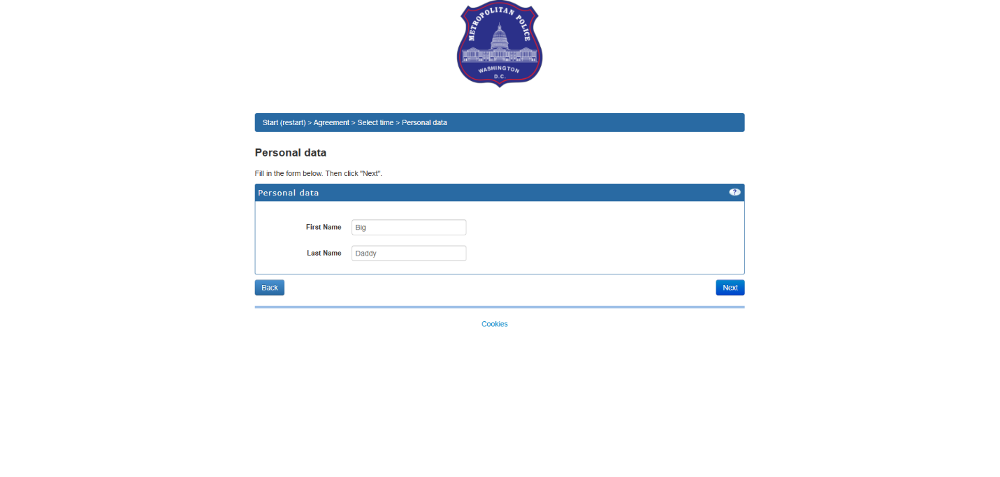 METROPOLITAN POLICE
WASHINGTON
D.C.
Start (restart) > Agreement > Select time > Personal data
Personal data
Fill in the form below. Then click "Next".
Personal data
?
First Name
Big
Last Name
Daddy
Back
Next
Cookies